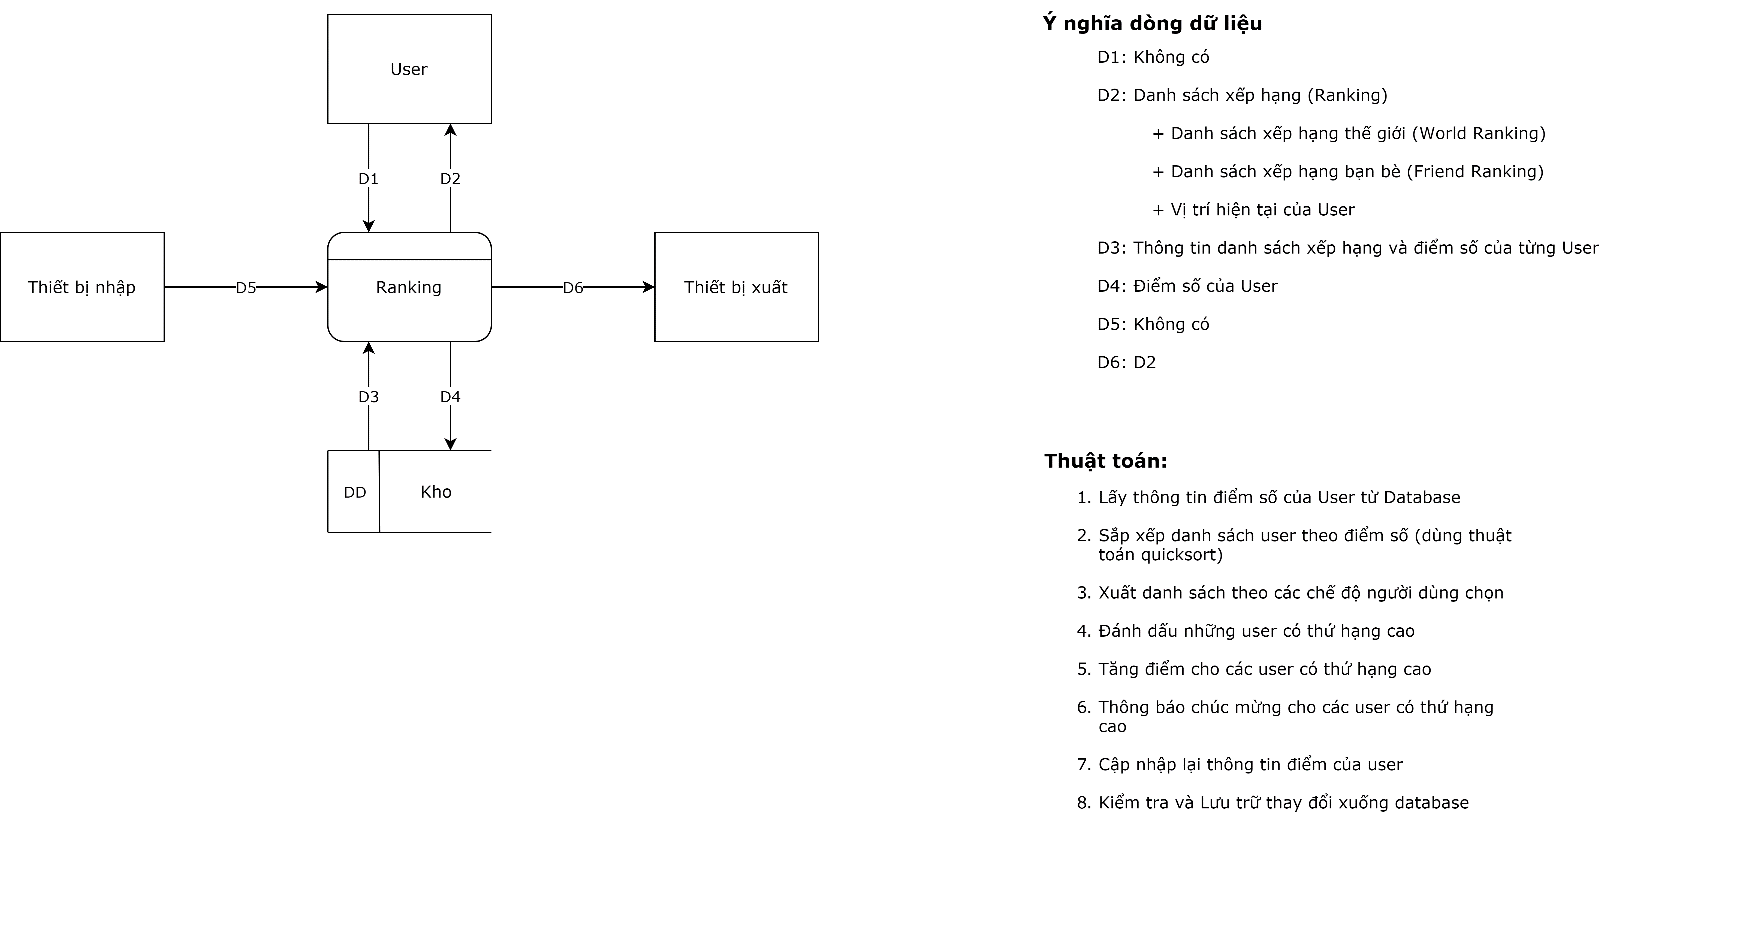 User
D1
D2
Thiết bị nhập
D5
Ranking
D6
Thiết bị xuất
D3
D4
DD
Kho
Ý nghĩa dòng dữ liệu
D1: Không có
D2: Danh sách xếp hạng (Ranking)
+ Danh sách xếp hạng thế giới (World Ranking)
+ Danh sách xếp hạng bạn bè (Friend Ranking)
+ Vị trí hiện tại của User
D3: Thông tin danh sách xếp hạng và điểm số của từng User
D4: Điểm số của User
D5: Không có
D6: D2
Thuật toán:
1. Lấy thông tin điểm số của User từ Database
2. Sắp xếp danh sách user theo điểm số (dùng thuật
toán quicksort)
3. Xuất danh sách theo các chế độ người dùng chọn
4. Đánh dấu những user có thứ hạng cao
5. Tăng điểm cho các user có thứ hạng cao
6. Thông báo chúc mừng cho các user có thứ hạng
cao
7. Cập nhập lại thông tin điểm của user
8. Kiểm tra và Lưu trữ thay đổi xuống database